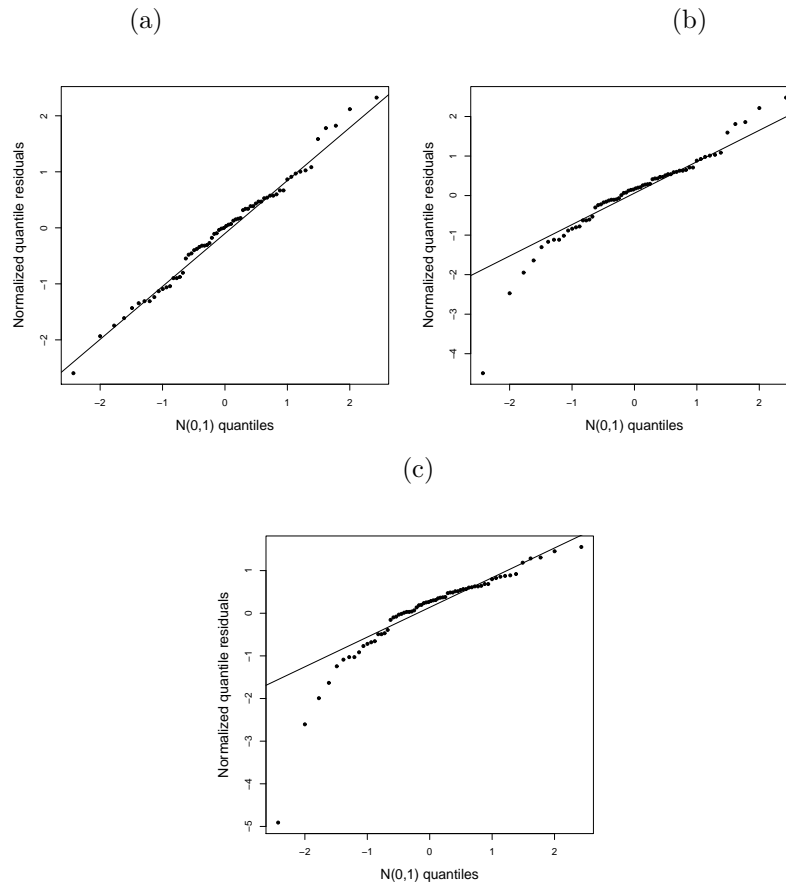 (a)
(b)
2
1
0
−1
−2
Normalized quantile residuals
−2 −1 0 1 2
N(0,1) quantiles
2
1
0
−1
−2
−3
−4
Normalized quantile residuals
−2 −1 0 1 2
N(0,1) quantiles
(c)
1
0
−1
−2
−3
−4
−5
Normalized quantile residuals
−2 −1 0 1 2
N(0,1) quantiles